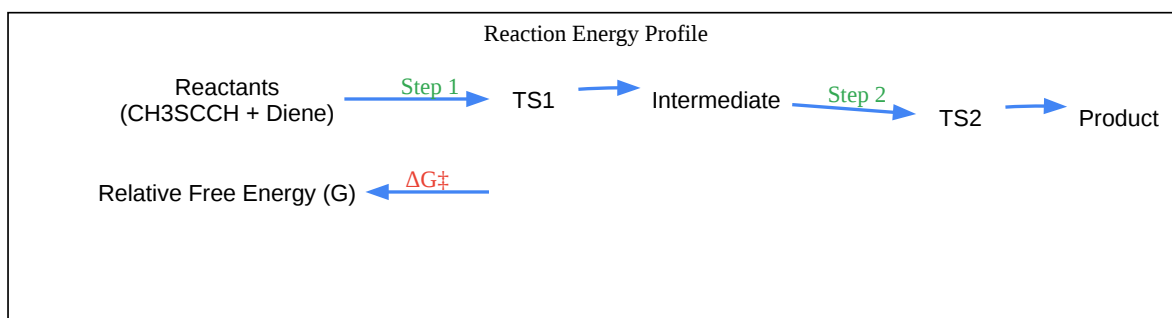 Reaction Energy Profile
Reactants
(CH3SCCH + Diene)
Step 1
TS1
Intermediate
Step 2
TS2
Product
Relative Free Energy (G)
ΔG‡